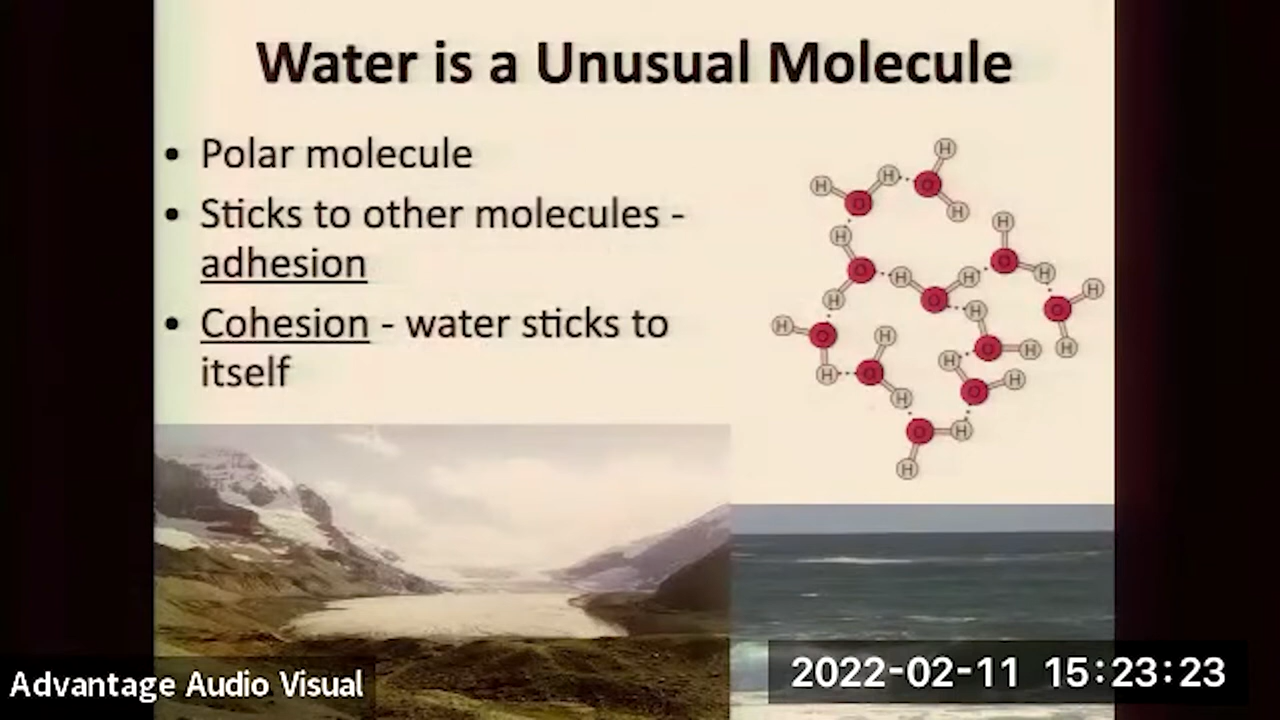 Water is a Unusual Molecule
• Polar molecule
• Sticks to other molecules -
adhesion
• Cohesion - water sticks to
itself
H
H
H
O
O
H
H
H
O
O
H
H
H
H
O
H
O
H
H
O
H
H
O
H
H
H
O
H
H
O
H
H
O
H
H
Advantage Audio Visual
2022-02-11 15:23:23